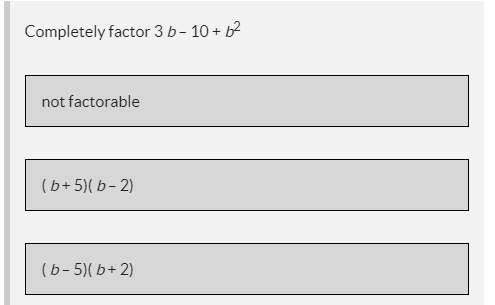 Completely factor 3 b – 10 + b²
not factorable
( b + 5)( b – 2)
( b – 5)( b + 2)